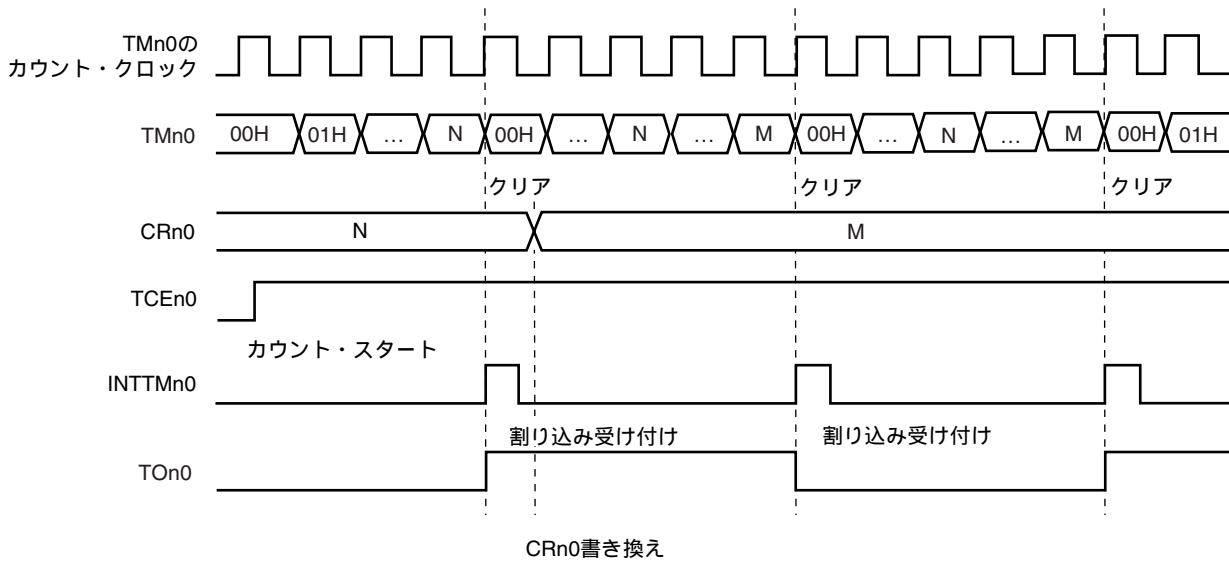 TMn0の
カウント・クロック
TMn0 00H 01H … N 00H … N … M 00H … N … M 00H 01H
クリア クリア クリア
CRn0 N M
TCEn0
カウント・スタート
INTTMn0
割り込み受け付け 割り込み受け付け
TOn0
CRn0書き換え